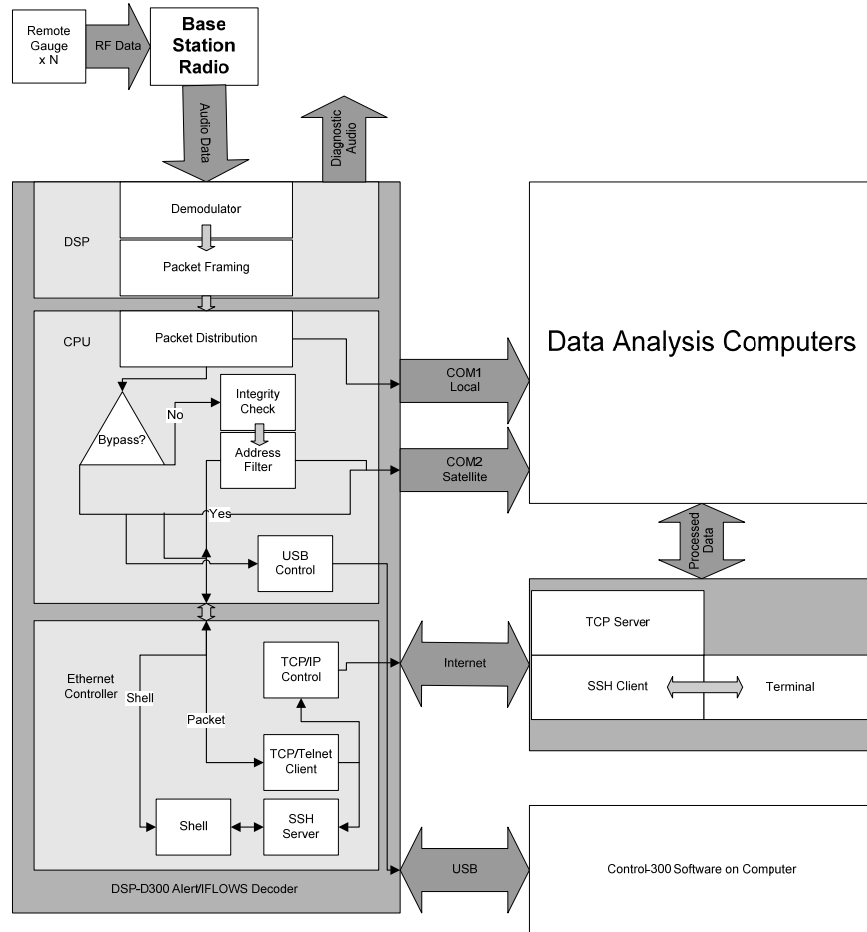 Remote
Gauge
x N
RF Data
Base
Station
Radio
Audio Data
Diagnostic
Audio
DSP
Demodulator
Packet Framing
CPU
Packet Distribution
Bypass?
No
Integrity
Check
Address
Filter
Yes
USB
Control
COM1
Local
COM2
Satellite
Data Analysis Computers
Processed
Data
Ethernet
Controller
Shell
Packet
TCP/IP
Control
TCP/Telnet
Client
Shell
SSH
Server
Internet
TCP Server
SSH Client
Terminal
USB
Control-300 Software on Computer
DSP-D300 Alert/IFLOWS Decoder